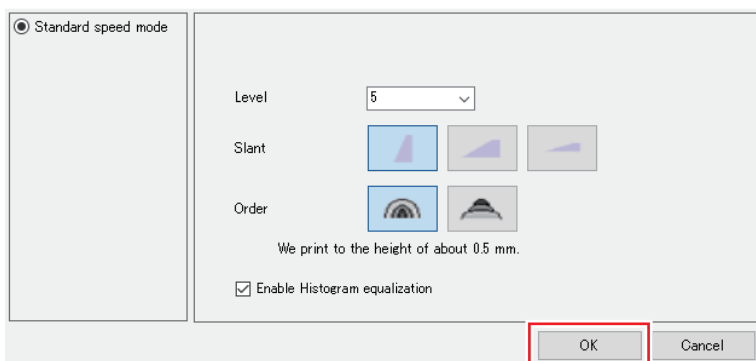 Standard speed mode
Level
5
Slant
Order
We print to the height of about 0.5 mm.
Enable Histogram equalization
OK
Cancel